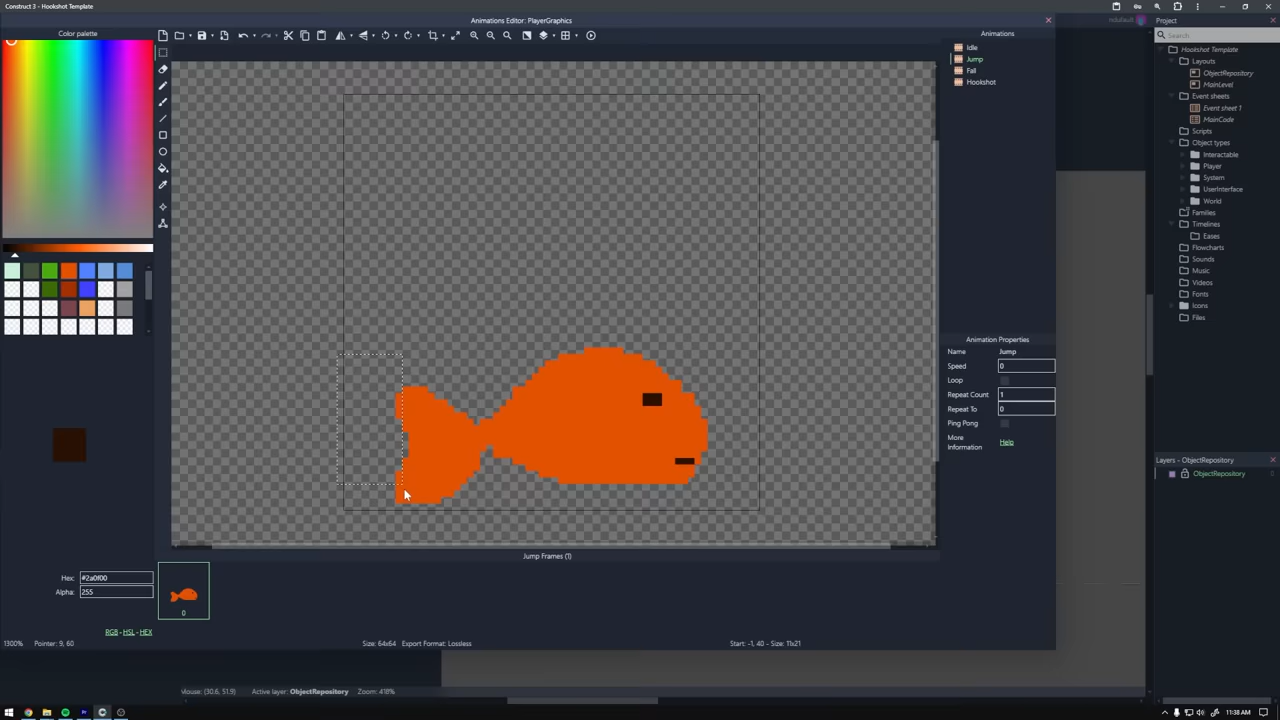 Construct 3 - Hookshot Template
Animations Editor: PlayerGraphics
Project
Color palette
Animations
Search
Idle
Jump
Fall
Hookshot
Hookshot Template
Layouts
ObjectRepository
MainLevel
Event sheets
Event sheet 1
MainCode
Scripts
Object types
Interactable
Player
System
UserInterface
World
Families
Timelines
Eases
Flowcharts
Sounds
Music
Videos
Fonts
Icons
Files
Animation Properties
Name
Jump
Speed
0
Loop
Repeat Count
1
Repeat To
0
Ping Pong
More Information
Help
Layers - ObjectRepository
0
ObjectRepository
Jump Frames (1)
0
Hex:
#2a0f00
Alpha:
255
RGB - HSL - HEX
1300%
Pointer: 9, 60
Size: 64x64
Export Format: Lossless
Start: -1, 40 - Size: 11x21
Mouse: (30.6, 51.9)
Active layer: ObjectRepository
Zoom: 418%
11:38 AM